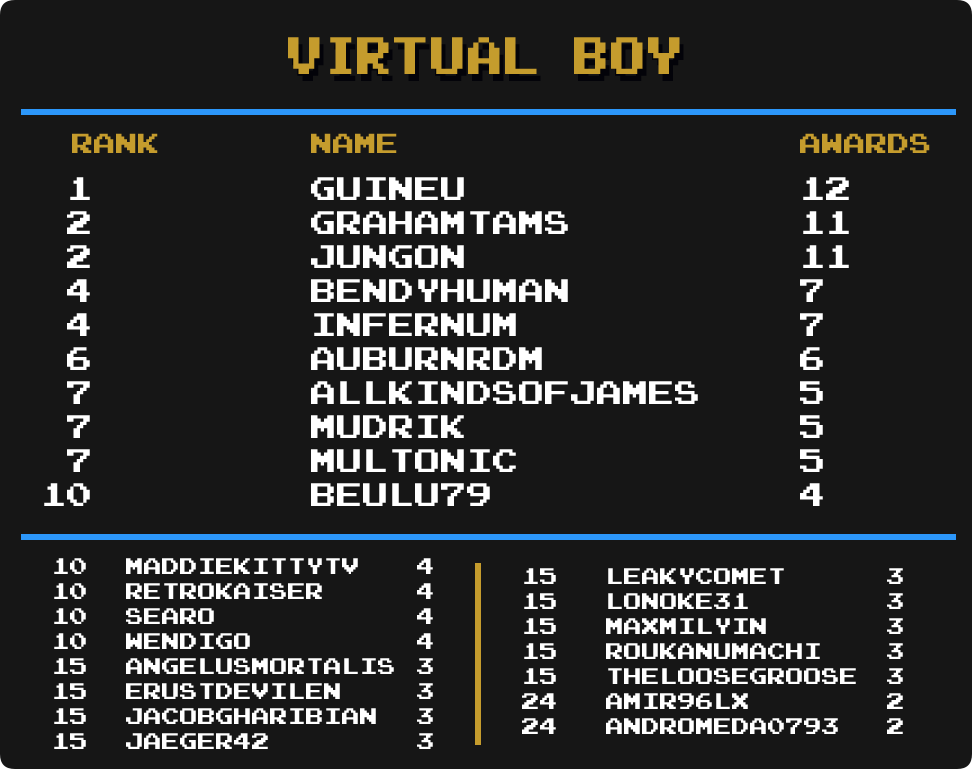 VIRTUAL BOY
RANK NAME AWARDS
1 GUINEU 12
2 GRAHAMTAMS 11
2 JUNGON 11
4 BENDYHUMAN 7
4 INFERNUM 7
6 AUBURNRDM 6
7 ALLKINDSOFJAMES 5
7 MUDRIK 5
7 MULTONIC 5
10 BEULU79 4
10 MADDIEKITTYTV 4
10 RETROKAISER 4
10 SEARO 4
10 WENDIGO 4
15 ANGELUSMORTALIS 3
15 ERUSTDEVILEN 3
15 JACOBGHARIBIAN 3
15 JAEGER42 3
15 LEAKYCOMET 3
15 LONOKE31 3
15 MAXMILYIN 3
15 ROUKANUMACHI 3
15 THELOOSEGROOSE 3
24 AMIR96LX 2
24 ANDROMEDA0793 2